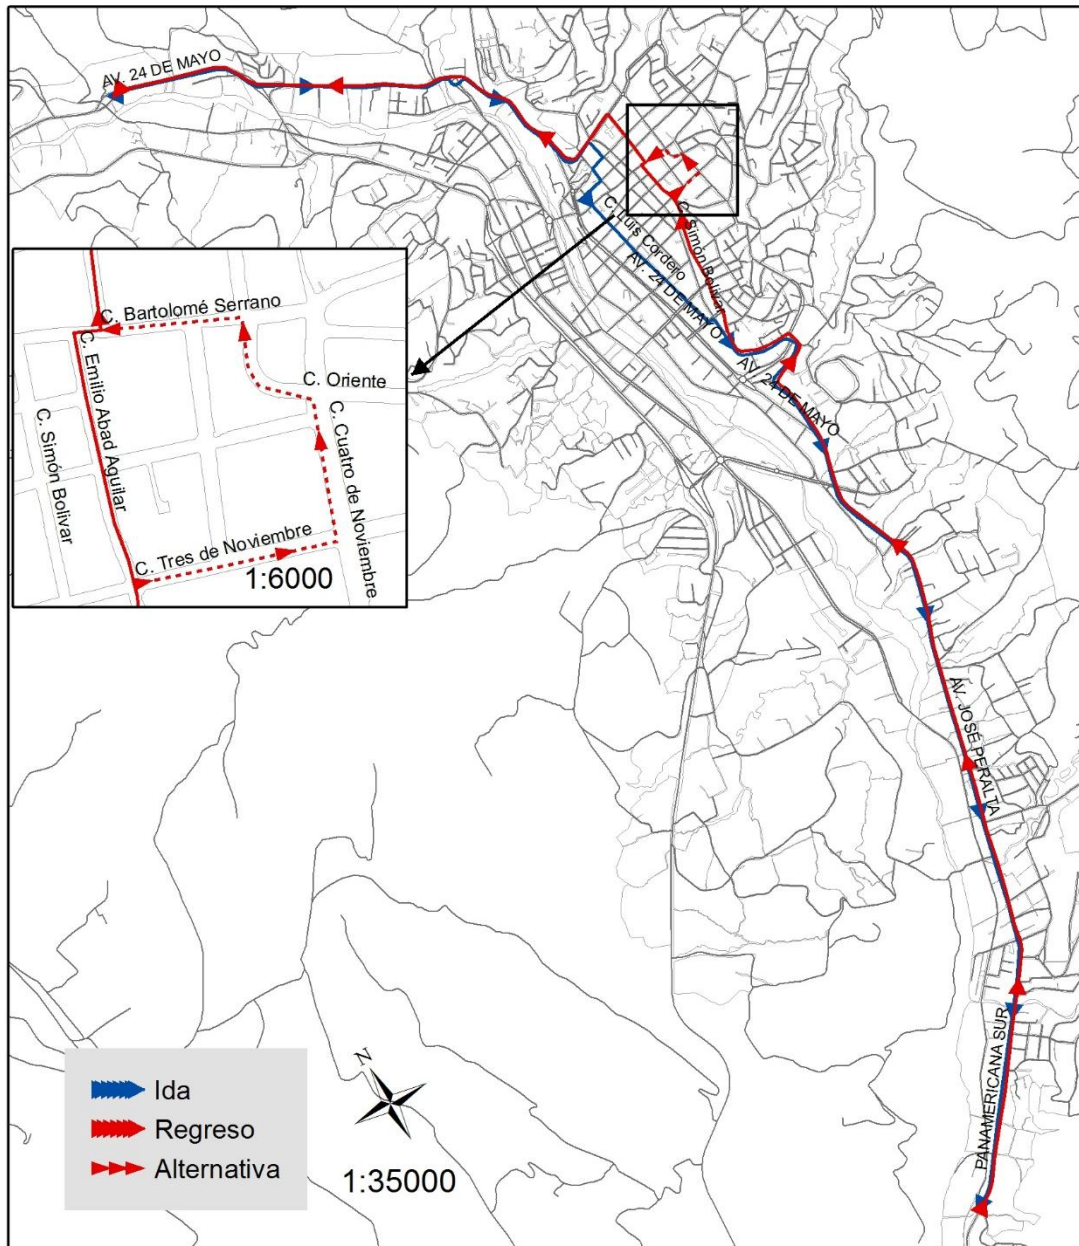 AV. 24 DE MAYO
C. Luis Cordero
C. Simón Bolivar
AV. 24 DE MAYO
AV. 24 DE MAYO
C. Bartolomé Serrano
C. Emilio Abad Aguilar
C. Oriente
C. Simón Bolivar
C. Cuatro de Noviembre
C. Tres de Noviembre
1:6000
AV. JOSÉ PERALTA
PANAMERICANA SUR
N
Ida
Regreso
Alternativa
1:35000